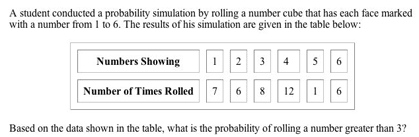 A student conducted a probability simulation by rolling a number cube that has each face marked
with a number from 1 to 6. The results of his simulation are given in the table below:
Numbers Showing 1 2 3 4 5 6
Number of Times Rolled 7 6 8 12 1 6
Based on the data shown in the table, what is the probability of rolling a number greater than 3?